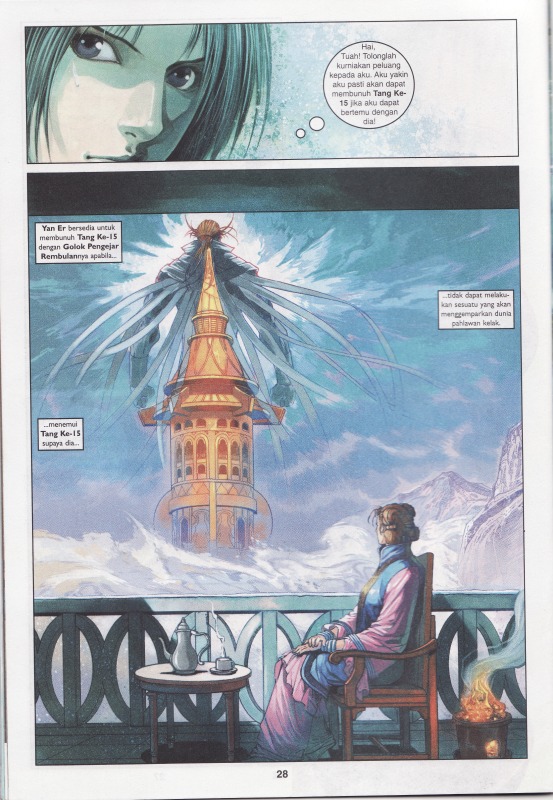 Hai,
Tuah! Tolonglah
kurniakan peluang
kepada aku. Aku yakin
aku pasti akan dapat
membunuh Tang Ke-
15 jika aku dapat
bertemu dengan
dia!
Yan Er bersedia untuk
membunuh Tang Ke-15
dengan Golok Pengejar
Rembulannya apabila...
...menemui
Tang Ke-15
supaya dia...
...tidak dapat melaku-
kan sesuatu yang akan
menggemparkan dunia
pahlawan kelak.
28